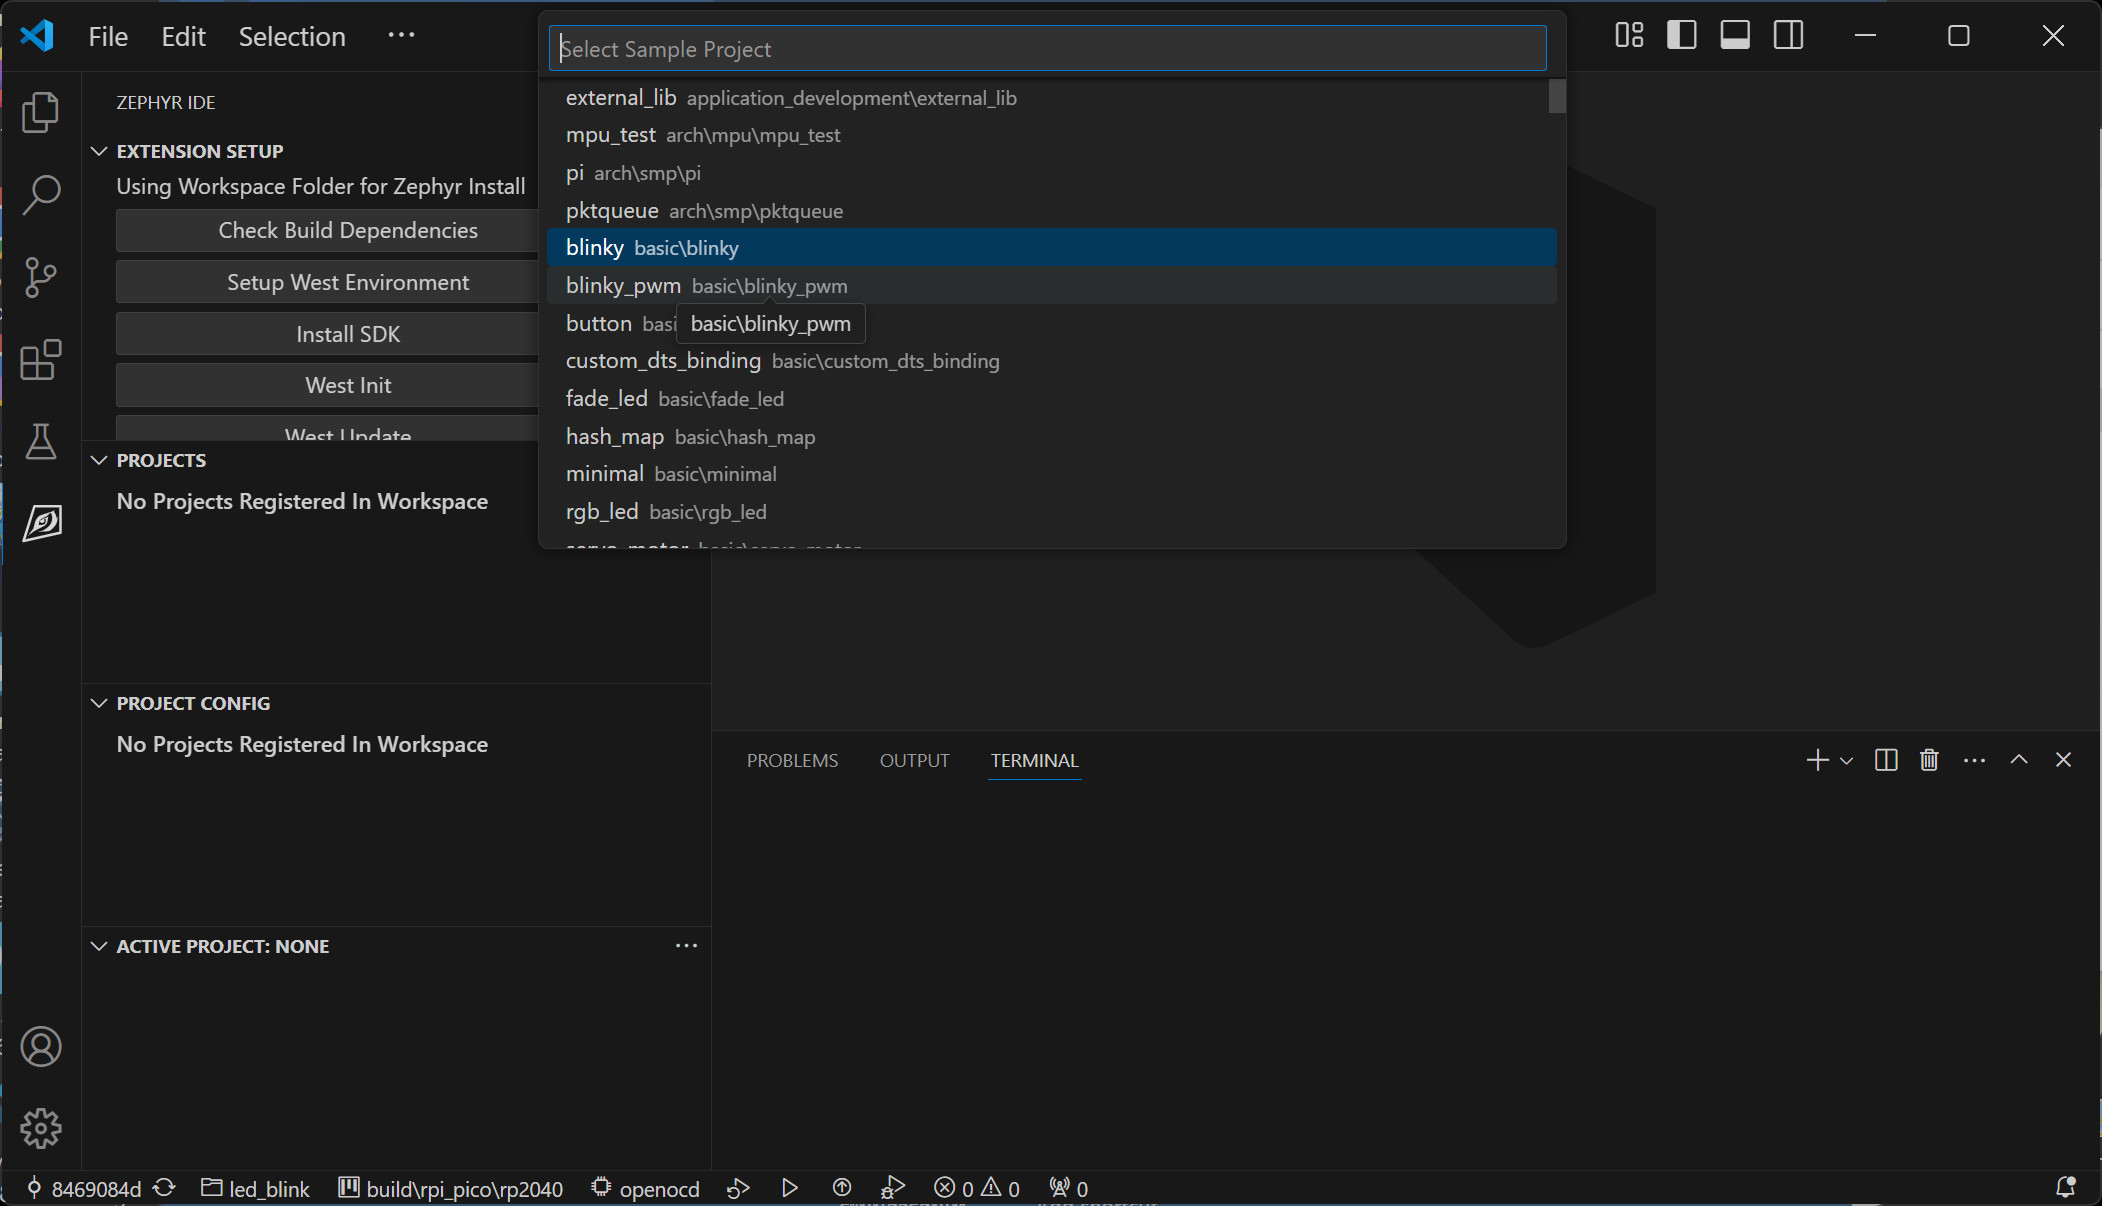 File Edit Selection ···
Select Sample Project
external_lib application_development\external_lib
mpu_test arch\mpu\mpu_test
pi arch\smp\pi
pktqueue arch\smp\pktqueue
blinky basic\blinky
blinky_pwm basic\blinky_pwm
button basi
basic\blinky_pwm
custom_dts_binding basic\custom_dts_binding
fade_led basic\fade_led
hash_map basic\hash_map
minimal basic\minimal
rgb_led basic\rgb_led
servo_motor basic\servo_motor
ZEPHYR IDE
EXTENSION SETUP
Using Workspace Folder for Zephyr Install
Check Build Dependencies
Setup West Environment
Install SDK
West Init
West Update
PROJECTS
No Projects Registered In Workspace
PROJECT CONFIG
No Projects Registered In Workspace
ACTIVE PROJECT: NONE
PROBLEMS OUTPUT TERMINAL
8469084d led_blink build\rpi_pico\rp2040 openocd 0 0 0